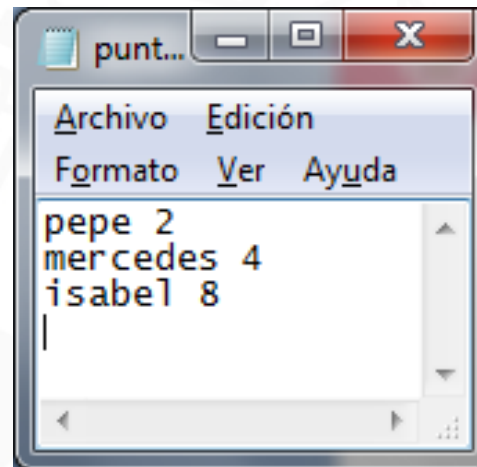 punt...
Archivo Edición
Formato Ver Ayuda
pepe 2
mercedes 4
isabel 8